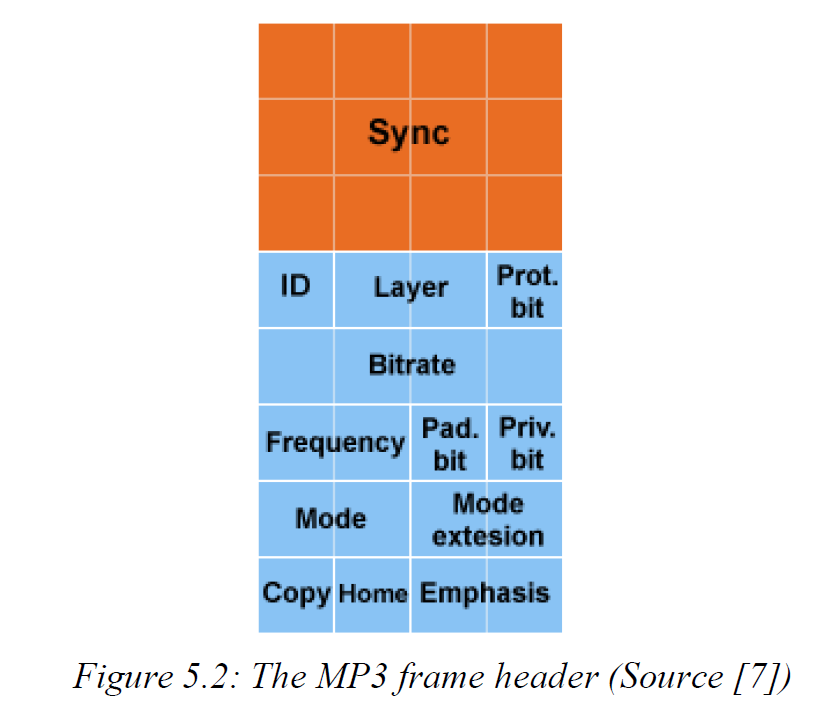 Sync
ID Layer Prot. bit
Bitrate
Frequency Pad. bit Priv. bit
Mode Mode extesion
Copy Home Emphasis
Figure 5.2: The MP3 frame header (Source [7])